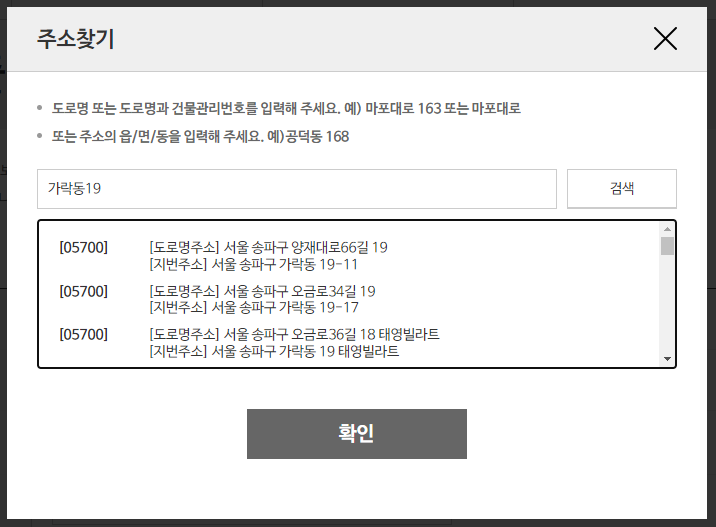 주소찾기
도로명 또는 도로명과 건물관리번호를 입력해 주세요. 예) 마포대로 163 또는 마포대로
또는 주소의 읍/면/동을 입력해 주세요. 예)공덕동 168
가락동19 검색
[05700] [도로명주소] 서울 송파구 양재대로66길 19
[지번주소] 서울 송파구 가락동 19-11
[05700] [도로명주소] 서울 송파구 오금로34길 19
[지번주소] 서울 송파구 가락동 19-17
[05700] [도로명주소] 서울 송파구 오금로36길 18 태영빌라트
[지번주소] 서울 송파구 가락동 19 태영빌라트
확인